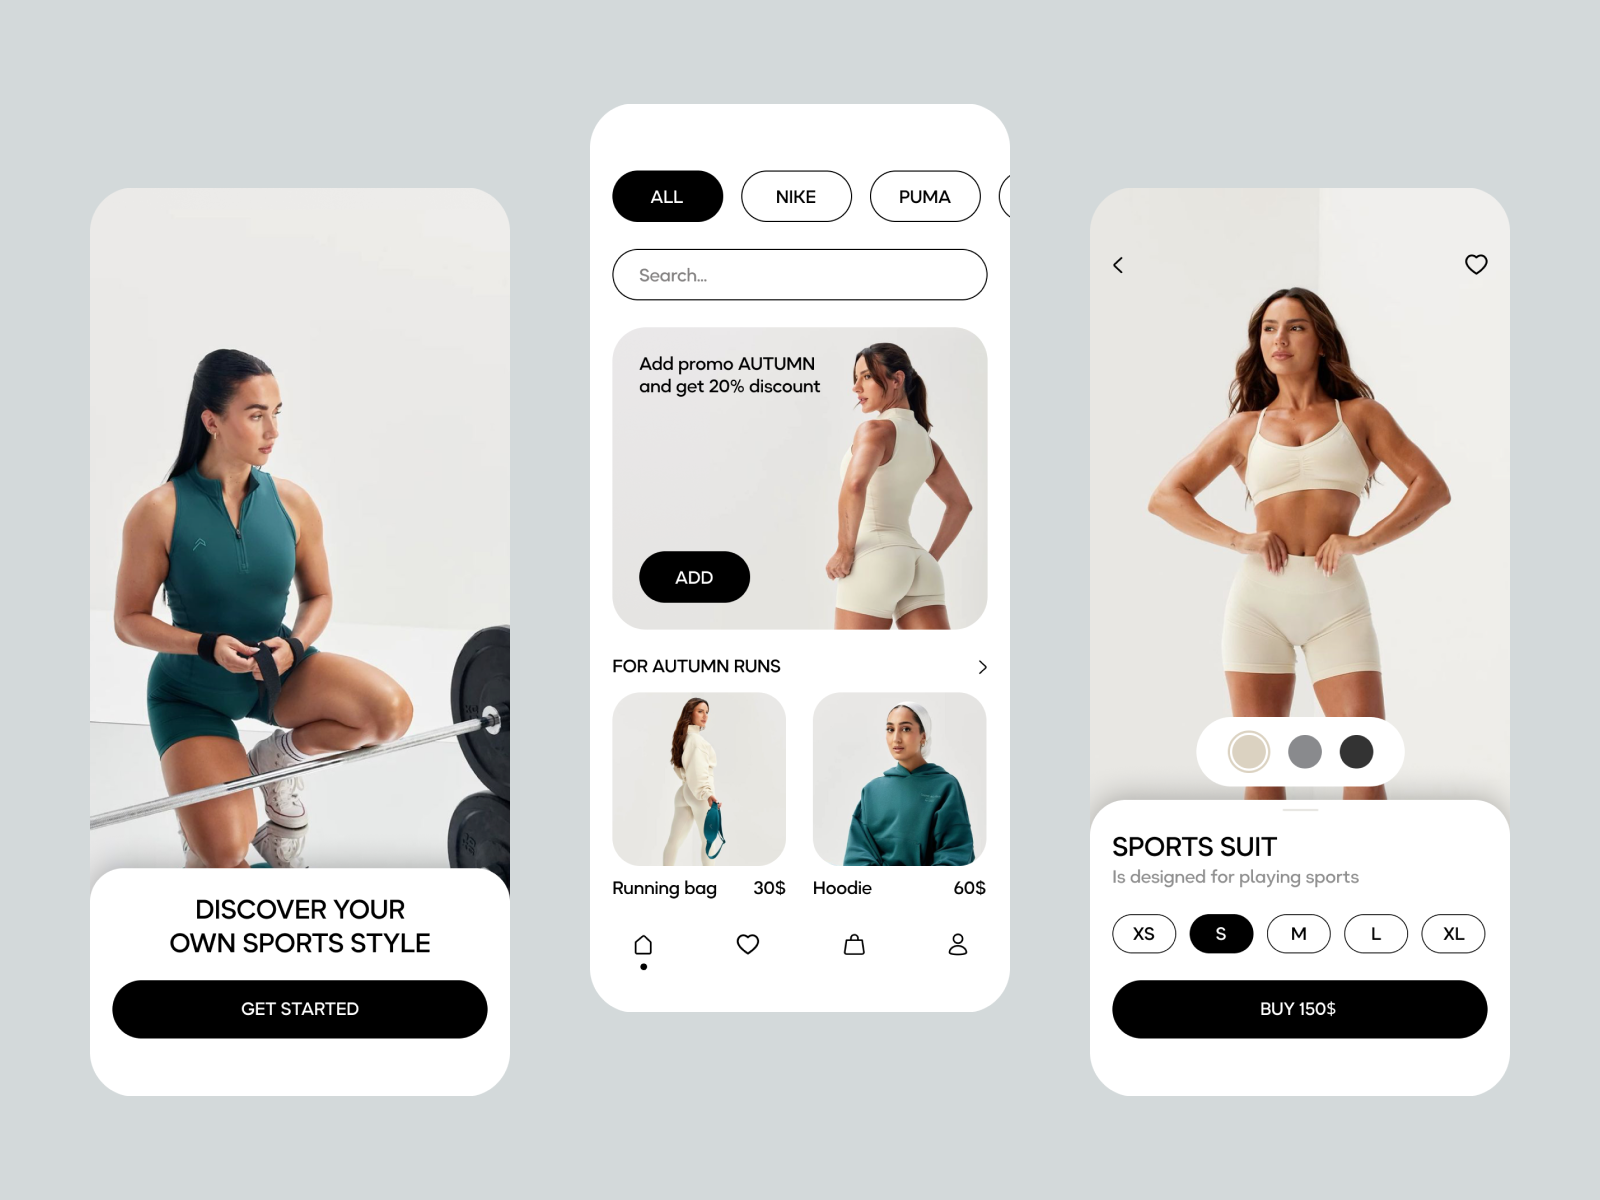 DISCOVER YOUR
OWN SPORTS STYLE
GET STARTED
ALL
NIKE
PUMA
Search...
Add promo AUTUMN
and get 20% discount
ADD
FOR AUTUMN RUNS
Running bag
30$
Hoodie
60$
SPORTS SUIT
Is designed for playing sports
XS
S
M
L
XL
BUY 150$